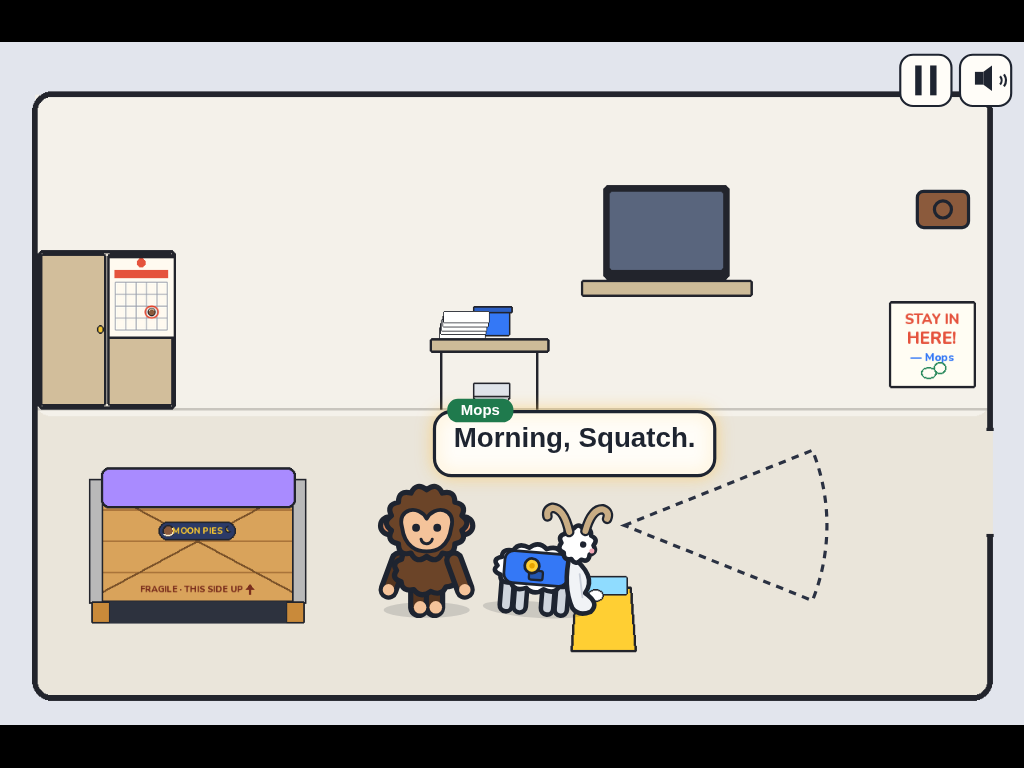 STAY IN
HERE!
— Mops
Mops
Morning, Squatch.
MOON PIES
FRAGILE · THIS SIDE UP